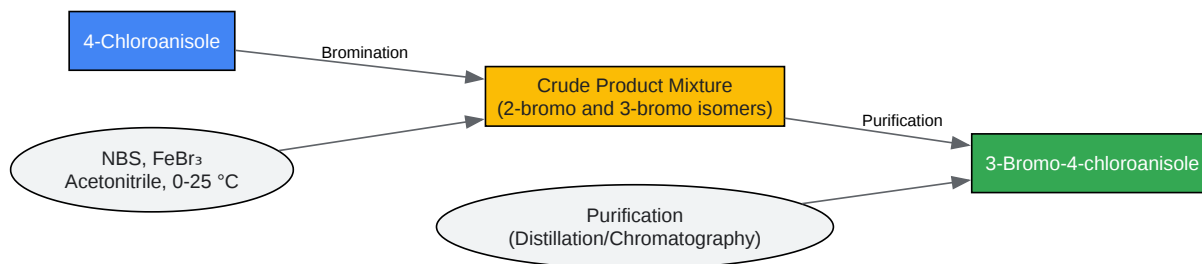 4-Chloroanisole
Bromination
Crude Product Mixture
(2-bromo and 3-bromo isomers)
NBS, FeBr₃
Acetonitrile, 0-25 °C
Purification
3-Bromo-4-chloroanisole
Purification
(Distillation/Chromatography)